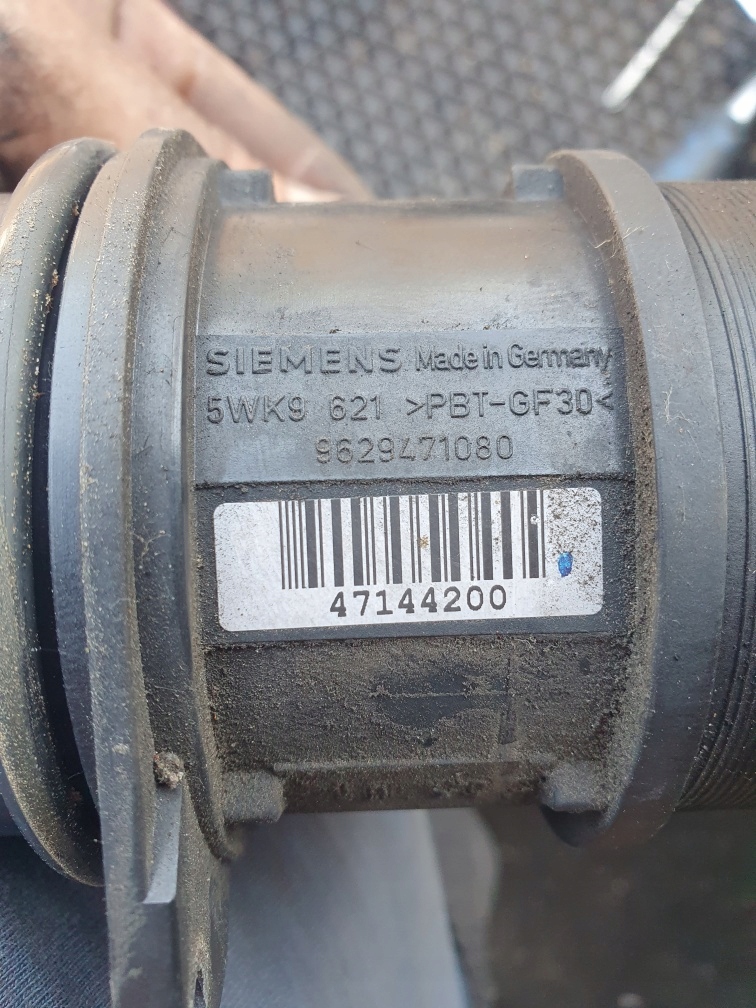 SIEMENS Made in Germany
5WK9 621 >PBT-GF30<
9629471080
47144200